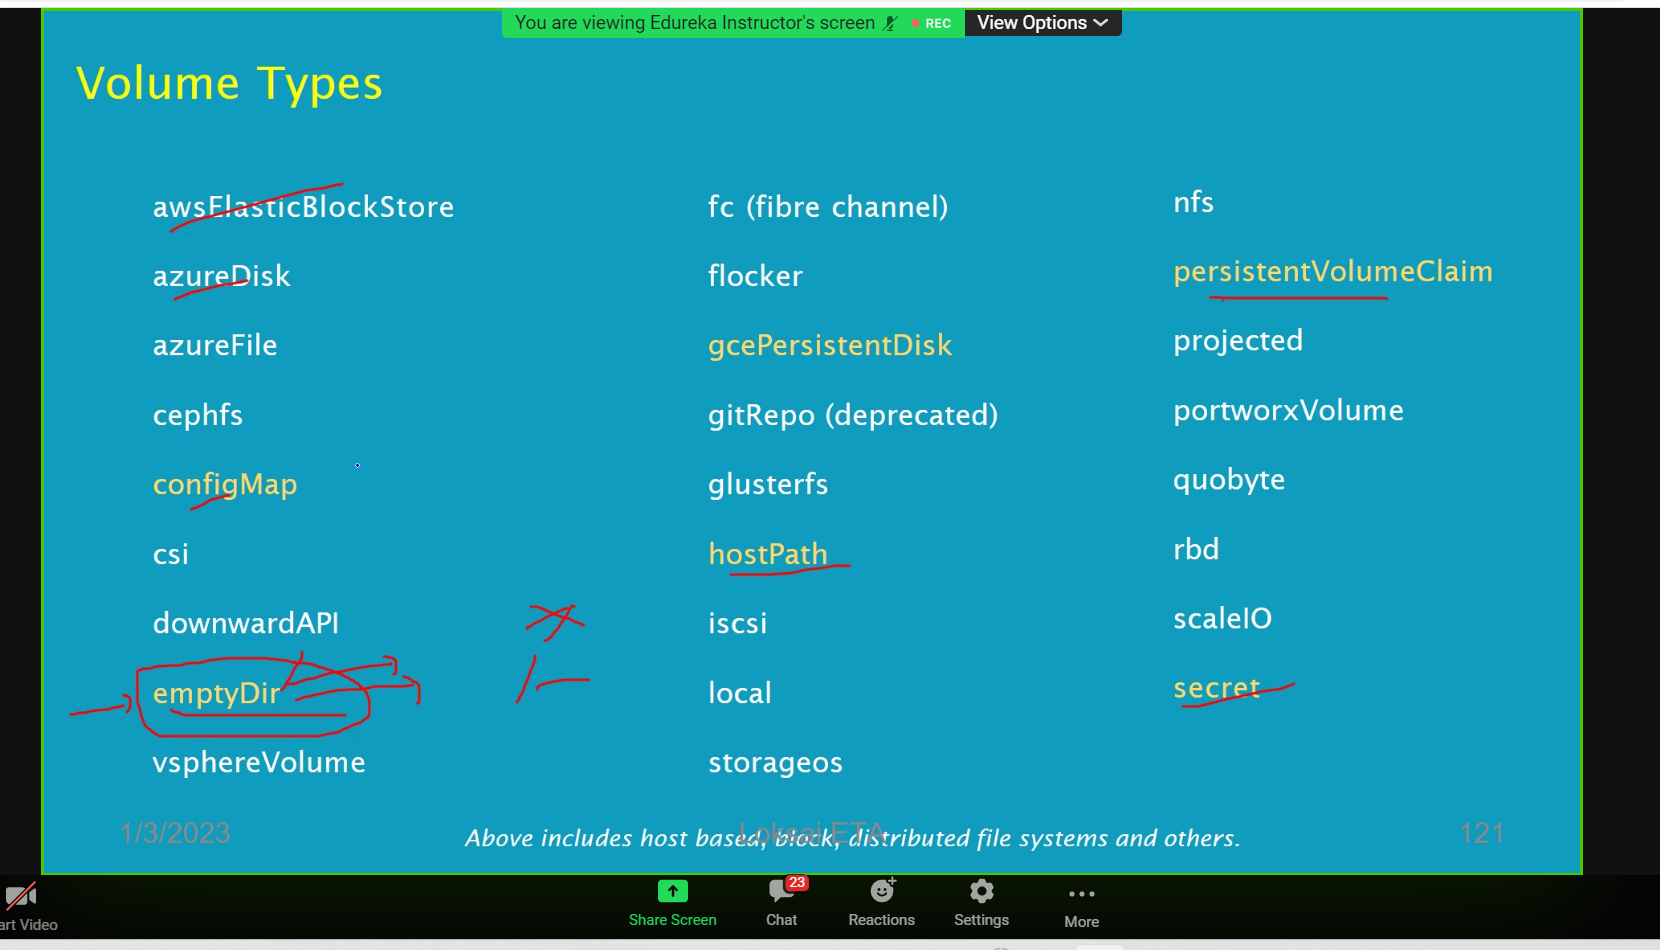 You are viewing Edureka Instructor's screen REC View Options
Volume Types
awsElasticBlockStore
azureDisk
azureFile
cephfs
configMap
csi
downwardAPI
emptyDir
vsphereVolume
fc (fibre channel)
flocker
gcePersistentDisk
gitRepo (deprecated)
glusterfs
hostPath
iscsi
local
storageos
nfs
persistentVolumeClaim
projected
portworxVolume
quobyte
rbd
scaleIO
secret
1/3/2023
Loksai ETA
Above includes host based, block, distributed file systems and others.
121
art Video
Share Screen
23
Chat
Reactions
Settings
More